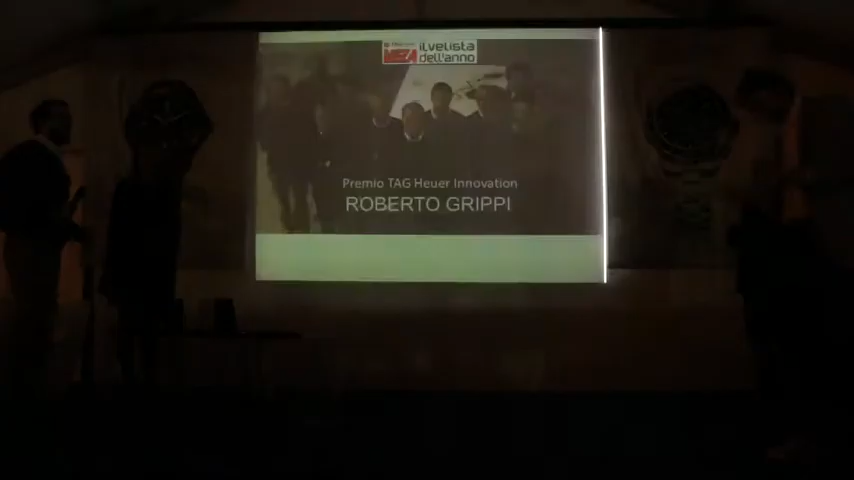 ilvelista
dell'anno
Premio TAG Heuer Innovation
ROBERTO GRIPPI